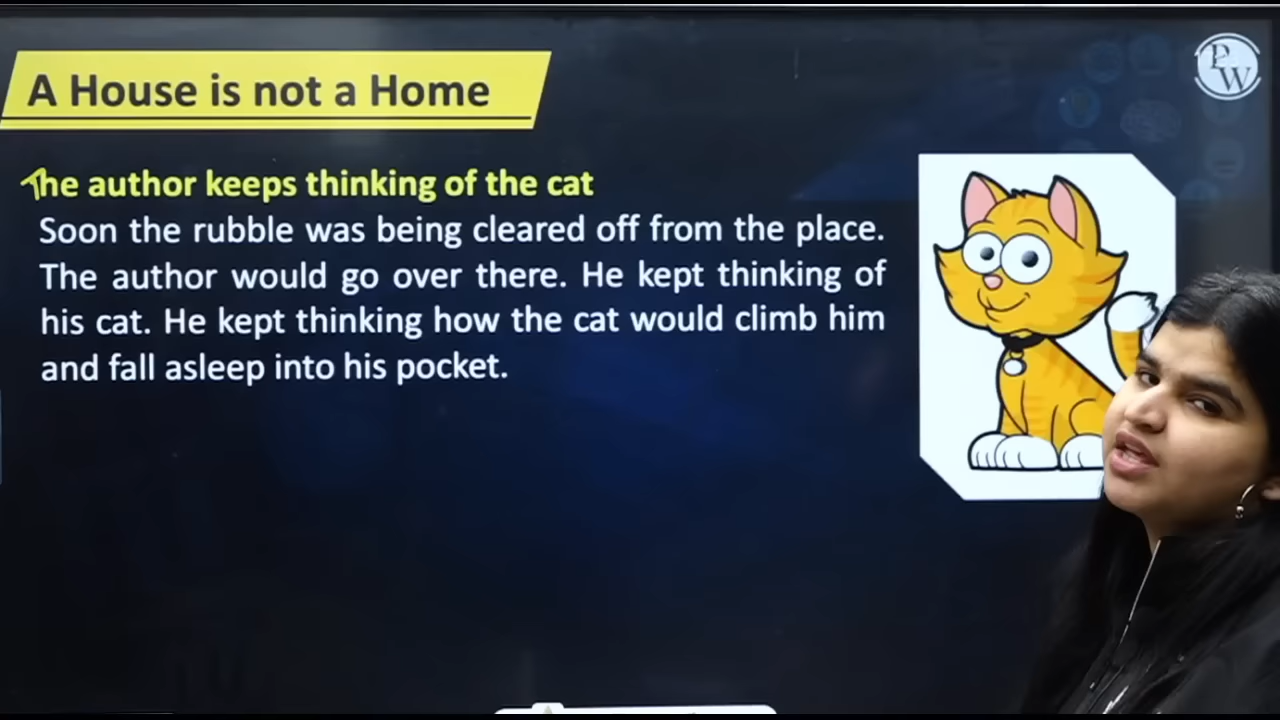 A House is not a Home
PW
The author keeps thinking of the cat
Soon the rubble was being cleared off from the place.
The author would go over there. He kept thinking of
his cat. He kept thinking how the cat would climb him
and fall asleep into his pocket.